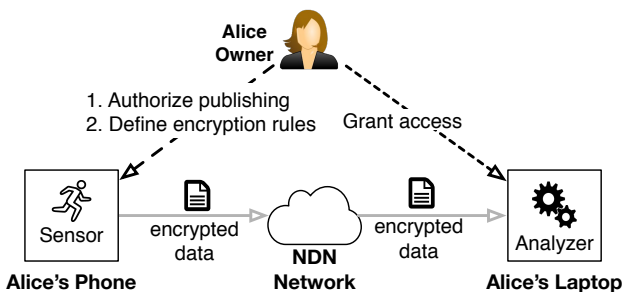 Alice
Owner
1. Authorize publishing
2. Define encryption rules
Grant access
Sensor
encrypted
data
NDN
Network
encrypted
data
Analyzer
Alice's Phone
Alice's Laptop